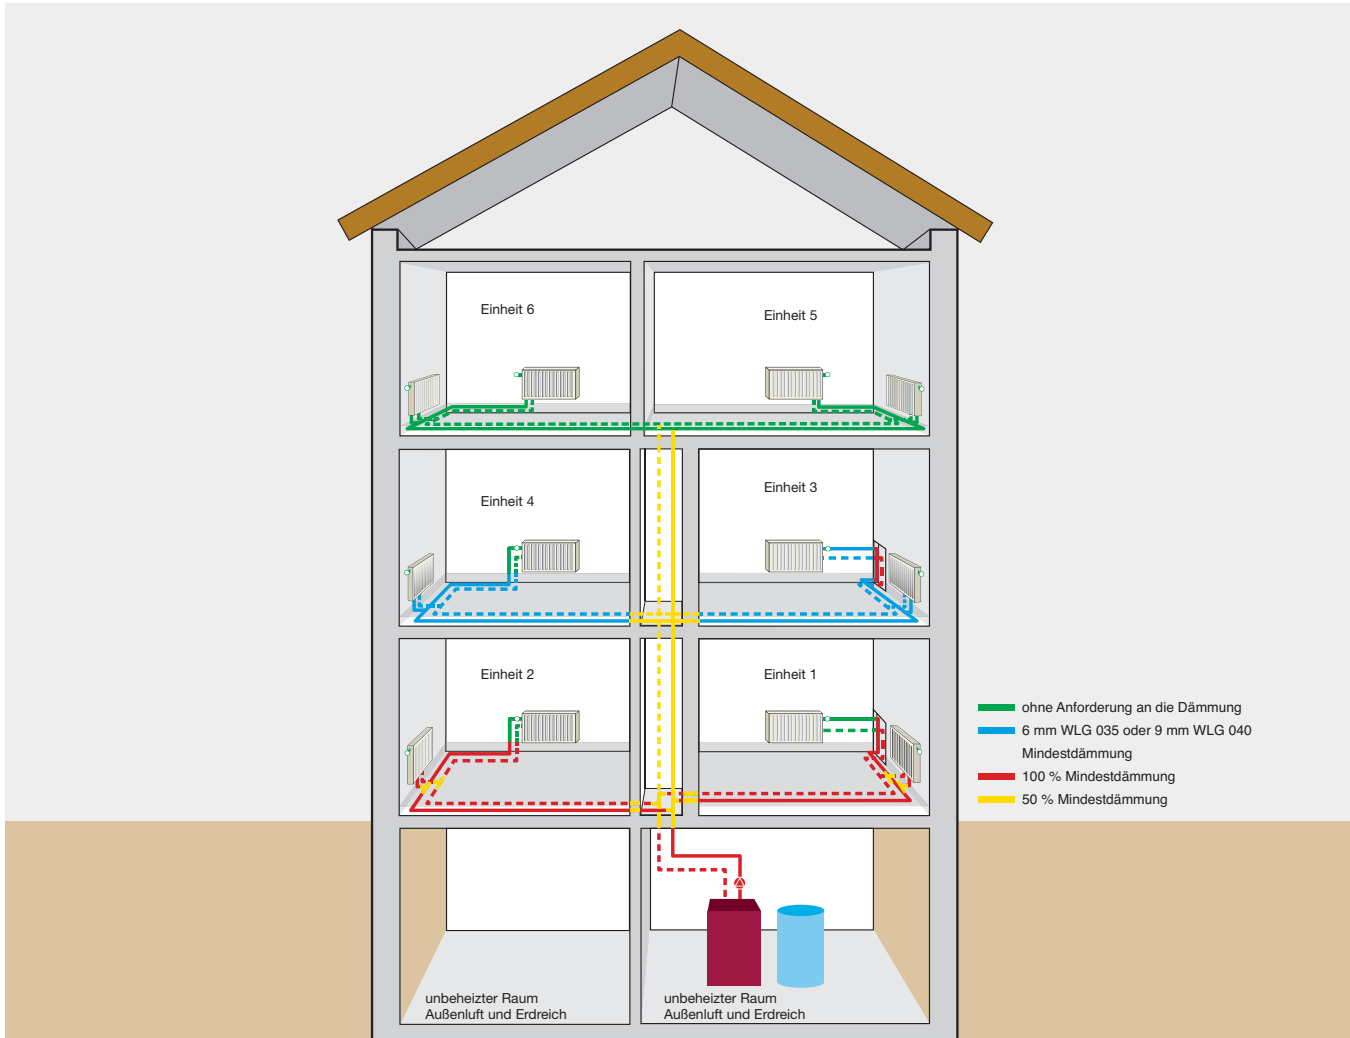 Einheit 6
Einheit 5
Einheit 4
Einheit 3
Einheit 2
Einheit 1
ohne Anforderung an die Dämmung
6 mm WLG 035 oder 9 mm WLG 040
Mindestdämmung
100 % Mindestdämmung
50 % Mindestdämmung
unbeheizter Raum
Außenluft und Erdreich
unbeheizter Raum
Außenluft und Erdreich